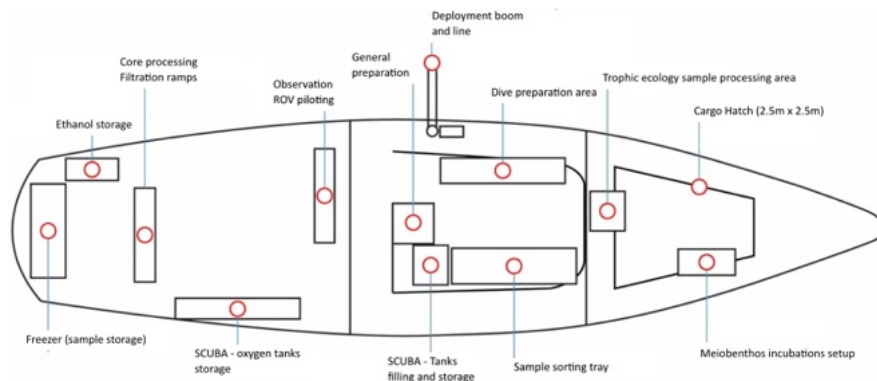 Deployment boom
and line
Core processing
Filtration ramps
General
preparation
Trophic ecology sample processing area
Observation
ROV piloting
Dive preparation area
Cargo Hatch (2.5m x 2.5m)
Ethanol storage
Freezer (sample storage)
SCUBA - oxygen tanks
storage
SCUBA - Tanks
filling and storage
Sample sorting tray
Meiobenthos incubations setup